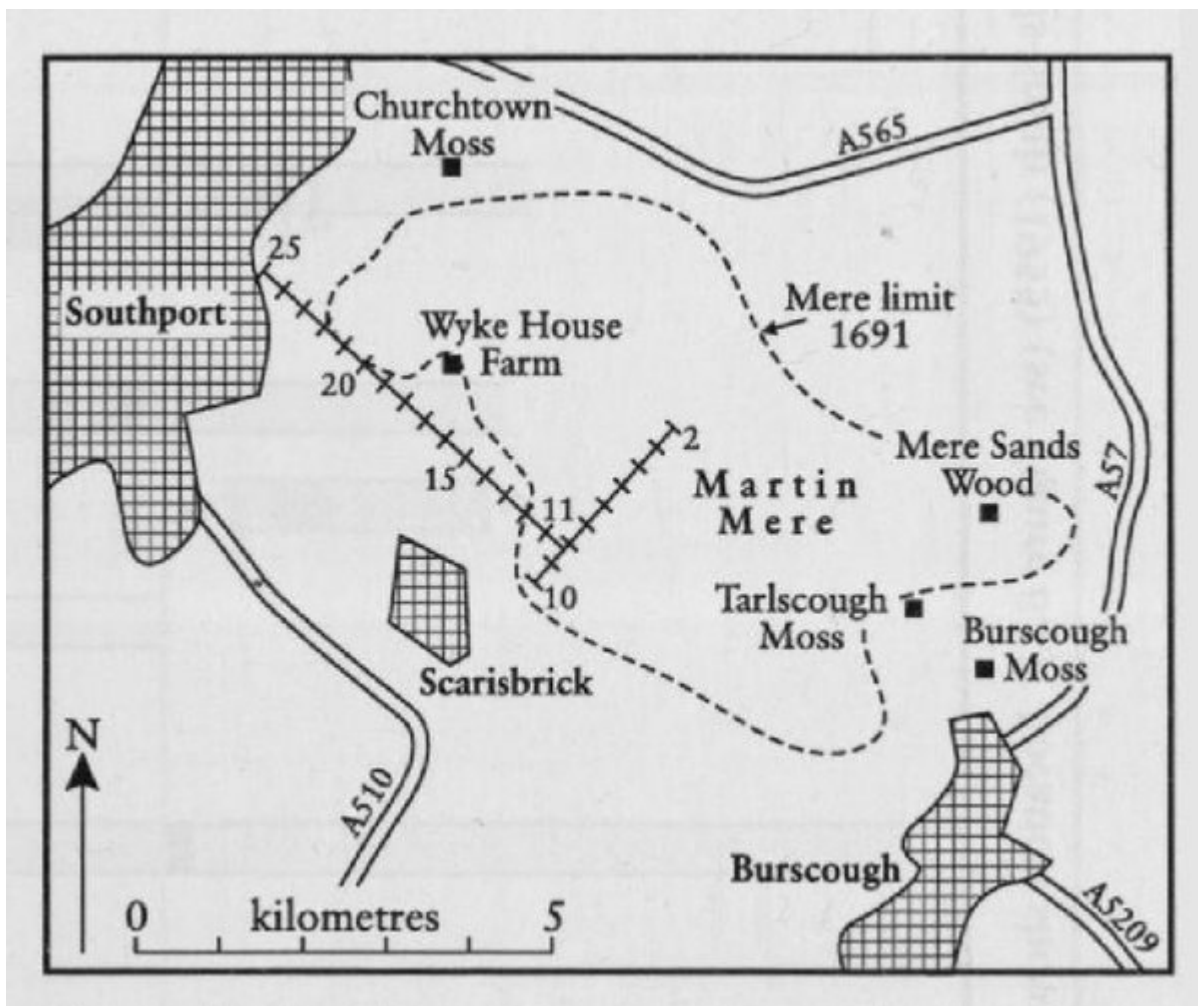 Churchtown
Moss
A565
25
Southport
Mere limit
1691
Wyke House
Farm
20
2
Mere Sands
Wood
A57
15
Martin
Mere
11
10
Tarlscough
Moss
Burscough
Moss
Scarisbrick
N
A510
Burscough
A5209
0 kilometres 5